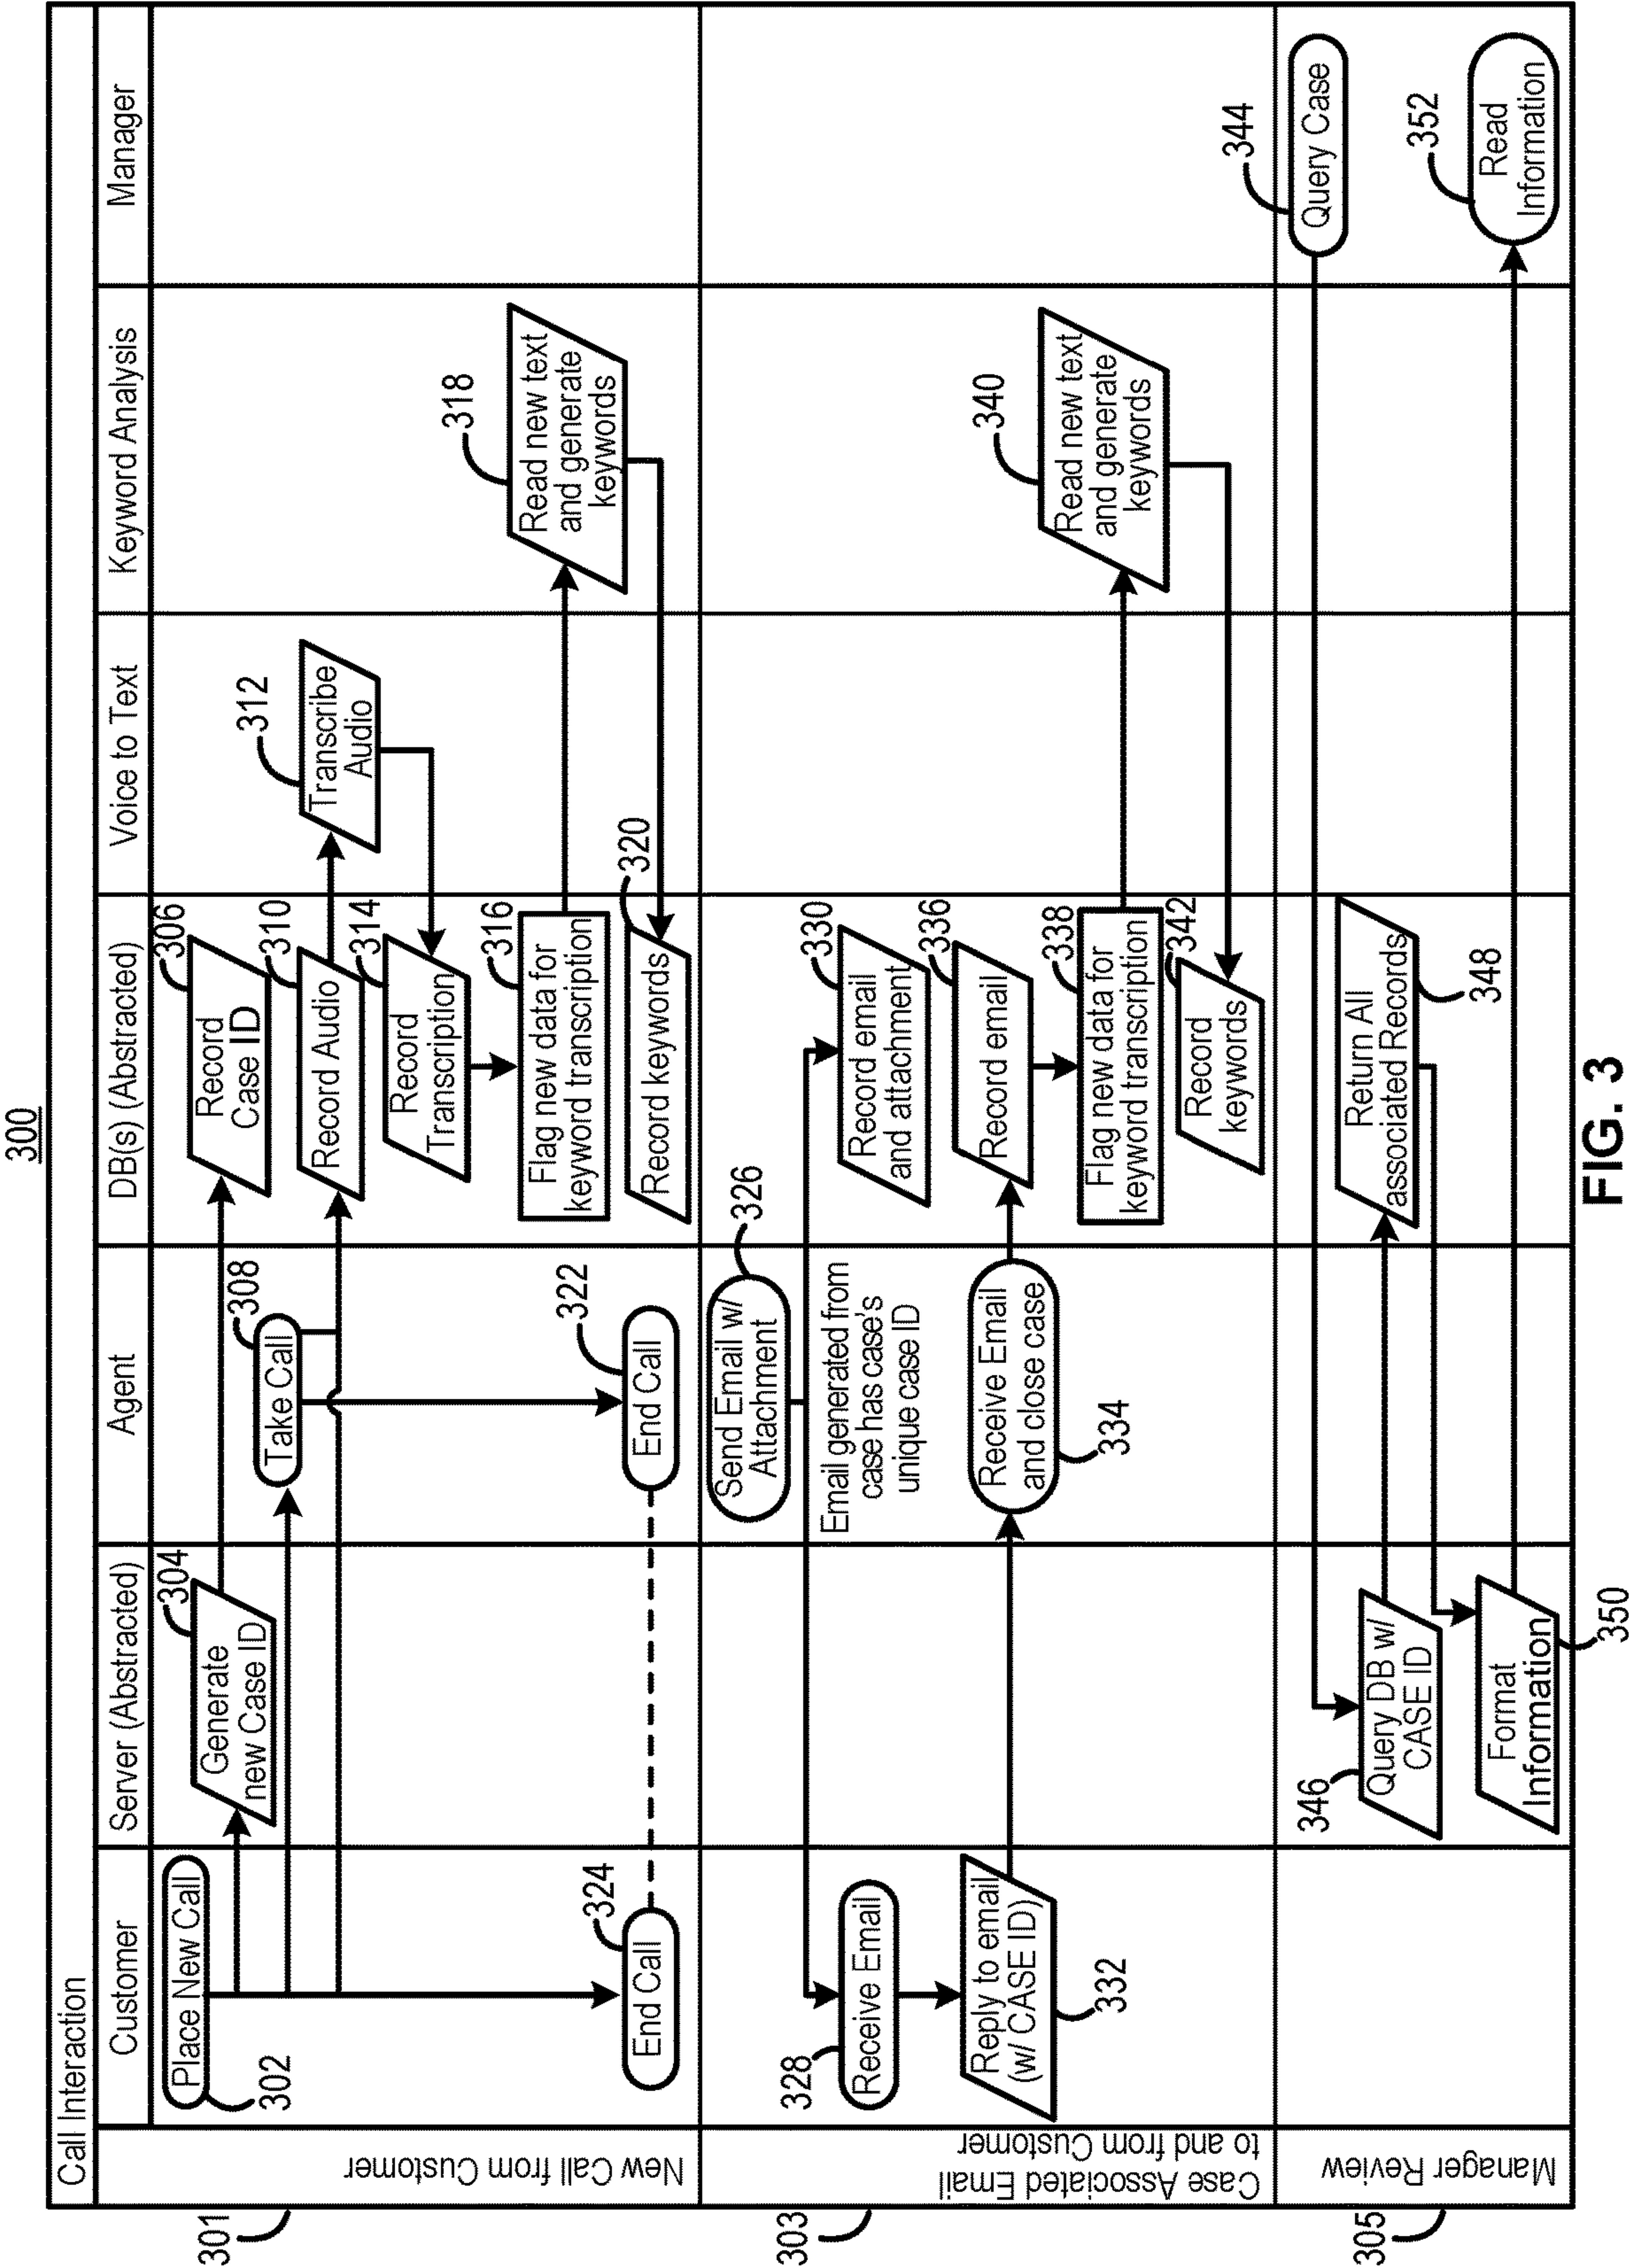 300
Call Interaction
Customer
Server (Abstracted)
Agent
DB(s) (Abstracted)
Voice to Text
Keyword Analysis
Manager
301
New Call from Customer
302
Place New Call
304
Generate
new Case ID
306
Record
Case ID
308
Take Call
310
Record Audio
312
Transcribe
Audio
314
Record
Transcription
316
Flag new data for
keyword transcription
318
Read new text
and generate
keywords
320
Record keywords
322
End Call
324
End Call
303
Case Associated Email
to and from Customer
326
Send Email w/
Attachment
Email generated from
case has case's
unique case ID
328
Receive Email
330
Record email
and attachment
332
Reply to email
(w/ CASE ID)
334
Receive Email
and close case
336
Record email
338
Flag new data for
keyword transcription
340
Read new text
and generate
keywords
342
Record
keywords
305
Manager Review
344
Query Case
346
Query DB w/
CASE ID
348
Return All
associated Records
350
Format
Information
352
Read
Information
FIG. 3